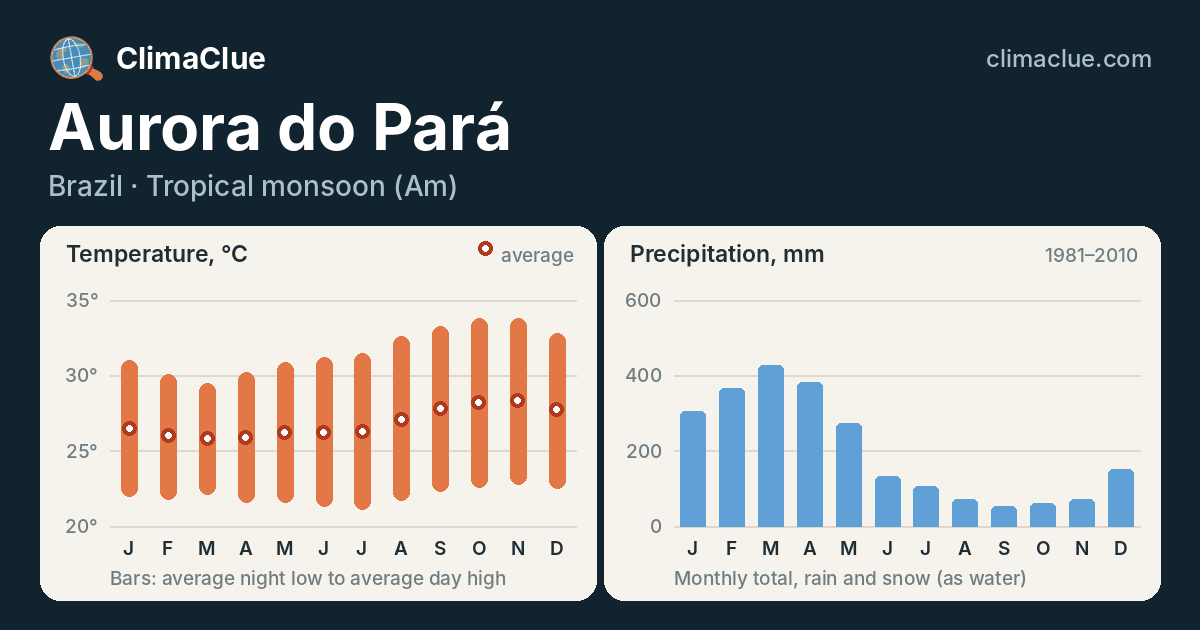 ClimaClue
climaclue.com
Aurora do Pará
Brazil · Tropical monsoon (Am)
Temperature, °C
average
35°
30°
25°
20°
J F M A M J J A S O N D
Bars: average night low to average day high
Precipitation, mm
1981–2010
600
400
200
0
J F M A M J J A S O N D
Monthly total, rain and snow (as water)